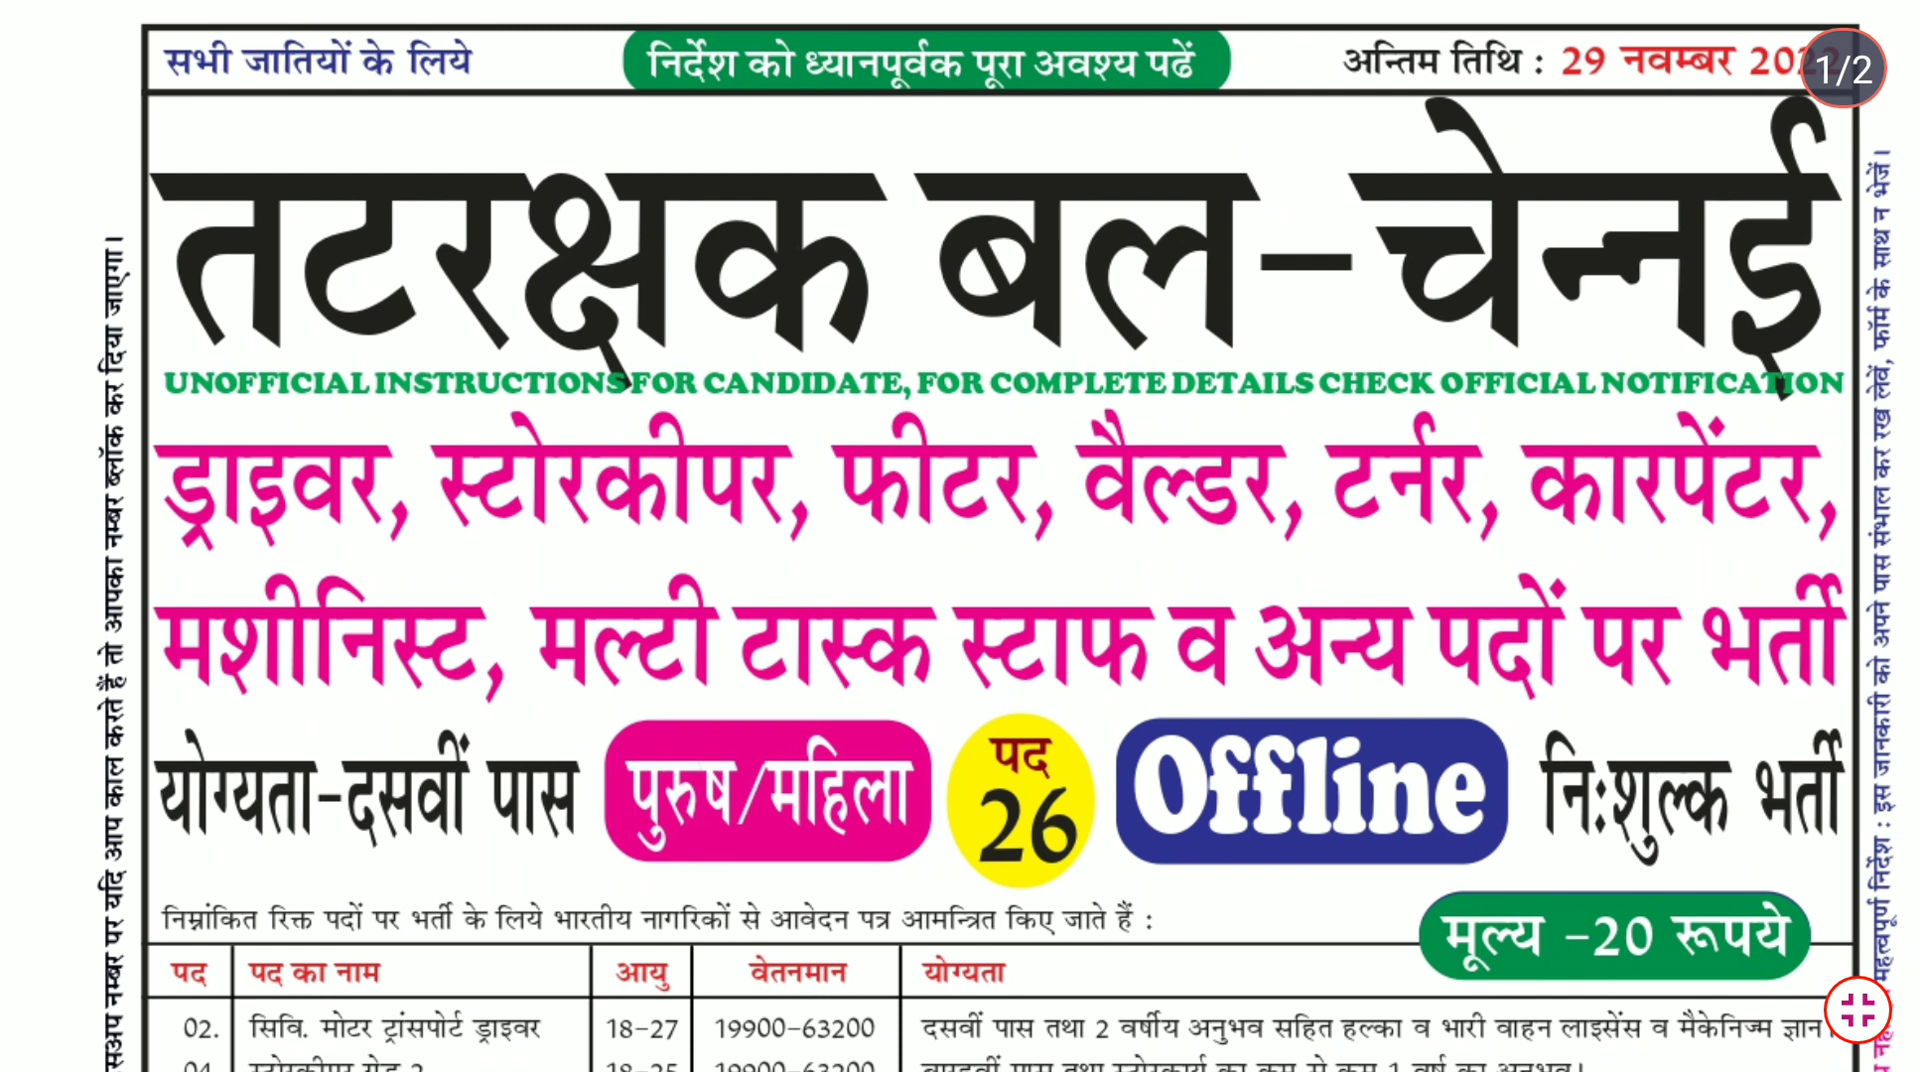 सभी जातियों के लिये
निर्देश को ध्यानपूर्वक पूरा अवश्य पढें
अन्तिम तिथि : 29 नवम्बर
1/2
तटरक्षक बल-चेन्नई
UNOFFICIAL INSTRUCTIONS FOR CANDIDATE, FOR COMPLETE DETAILS CHECK OFFICIAL NOTIFICATION
ड्राइवर, स्टोरकीपर, फीटर, वैल्डर, टर्नर, कारपेंटर,
मशीनिस्ट, मल्टी टास्क स्टाफ व अन्य पदों पर भर्ती
योग्यता-दसवीं पास
पुरुष/महिला
पद
26
Offline
नि:शुल्क भर्ती
निम्नांकित रिक्त पदों पर भर्ती के लिये भारतीय नागरिकों से आवेदन पत्र आमन्त्रित किए जाते हैं :
मूल्य -20 रूपये
पद पद का नाम आयु वेतनमान योग्यता
02. सिवि. मोटर ट्रांसपोर्ट ड्राइवर 18-27 19900-63200 दसवीं पास तथा 2 वर्षीय अनुभव सहित हल्का व भारी वाहन लाइसेंस व मैकेनिज्म ज्ञान
नम्बर पर यदि आप काल करते हैं तो आपका नम्बर ब्लॉक कर दिया जाएगा।
महत्वपूर्ण निर्देश : इस जानकारी को अपने पास संभाल कर रख लेवें, फॉर्म के साथ न भेजें।